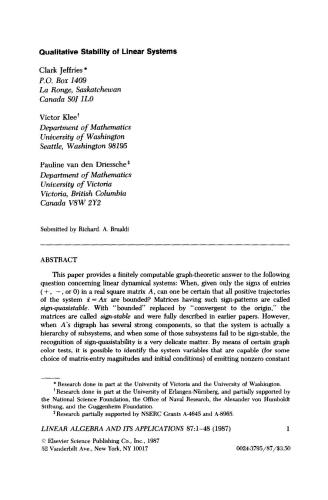 Qualitative Stability of Linear Systems
Clark Jeffries*
P.O. Box 1409
La Ronge, Saskatchewan
Canada S0J 1L0
Victor Klee†
Department of Mathematics
University of Washington
Seattle, Washington 98195
Pauline van den Driessche‡
Department of Mathematics
University of Victoria
Victoria, British Columbia
Canada V8W 2Y2
Submitted by Richard. A. Brualdi
ABSTRACT
This paper provides a finitely computable graph-theoretic answer to the following
question concerning linear dynamical systems: When, given only the signs of entries
(+, −, or 0) in a real square matrix A, can one be certain that all positive trajectories
of the system ẋ = Ax are bounded? Matrices having such sign-patterns are called
sign-quasistable. With "bounded" replaced by "convergent to the origin," the
matrices are called sign-stable and were fully described in earlier papers. However,
when A's digraph has several strong components, so that the system is actually a
hierarchy of subsystems, and when some of those subsystems fail to be sign-stable, the
recognition of sign-quasistability is a very delicate matter. By means of certain graph
color tests, it is possible to identify the system variables that are capable (for some
choice of matrix-entry magnitudes and initial conditions) of emitting nonzero constant
*Research done in part at the University of Victoria and the University of Washington.
†Research done in part at the University of Erlangen-Nürnberg, and partially supported by
the National Science Foundation, the Office of Naval Research, the Alexander von Humboldt
Stiftung, and the Guggenheim Foundation.
‡Research partially supported by NSERC Grants A-4645 and A-8965.
LINEAR ALGEBRA AND ITS APPLICATIONS 87:1–48 (1987) 1
© Elsevier Science Publishing Co., Inc., 1987
52 Vanderbilt Ave., New York, NY 10017 0024-3795/87/$3.50